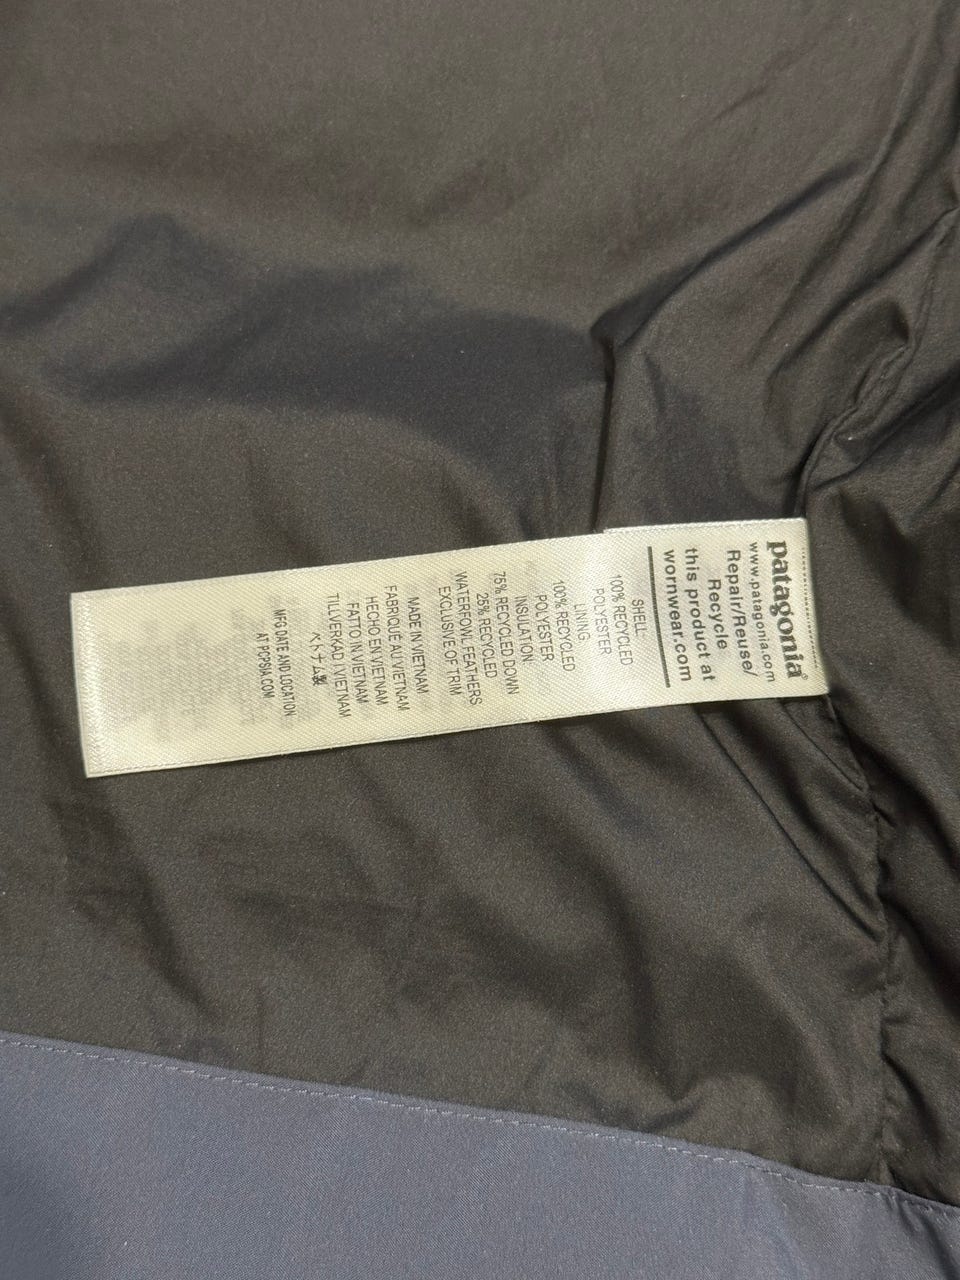 patagonia®
www.patagonia.com
Repair/Reuse/
Recycle
this product at
wornwear.com
SHELL:
100% RECYCLED
POLYESTER
LINING:
100% RECYCLED
POLYESTER
INSULATION:
75% RECYCLED DOWN
25% RECYCLED
WATERFOWL FEATHERS
EXCLUSIVE OF TRIM
MADE IN VIETNAM
FABRIQUÉ AU VIETNAM
HECHO EN VIETNAM
FATTO IN VIETNAM
TILLVERKAD I VIETNAM
ベトナム製
MFG DATE AND LOCATION
AT PCPSIA.COM